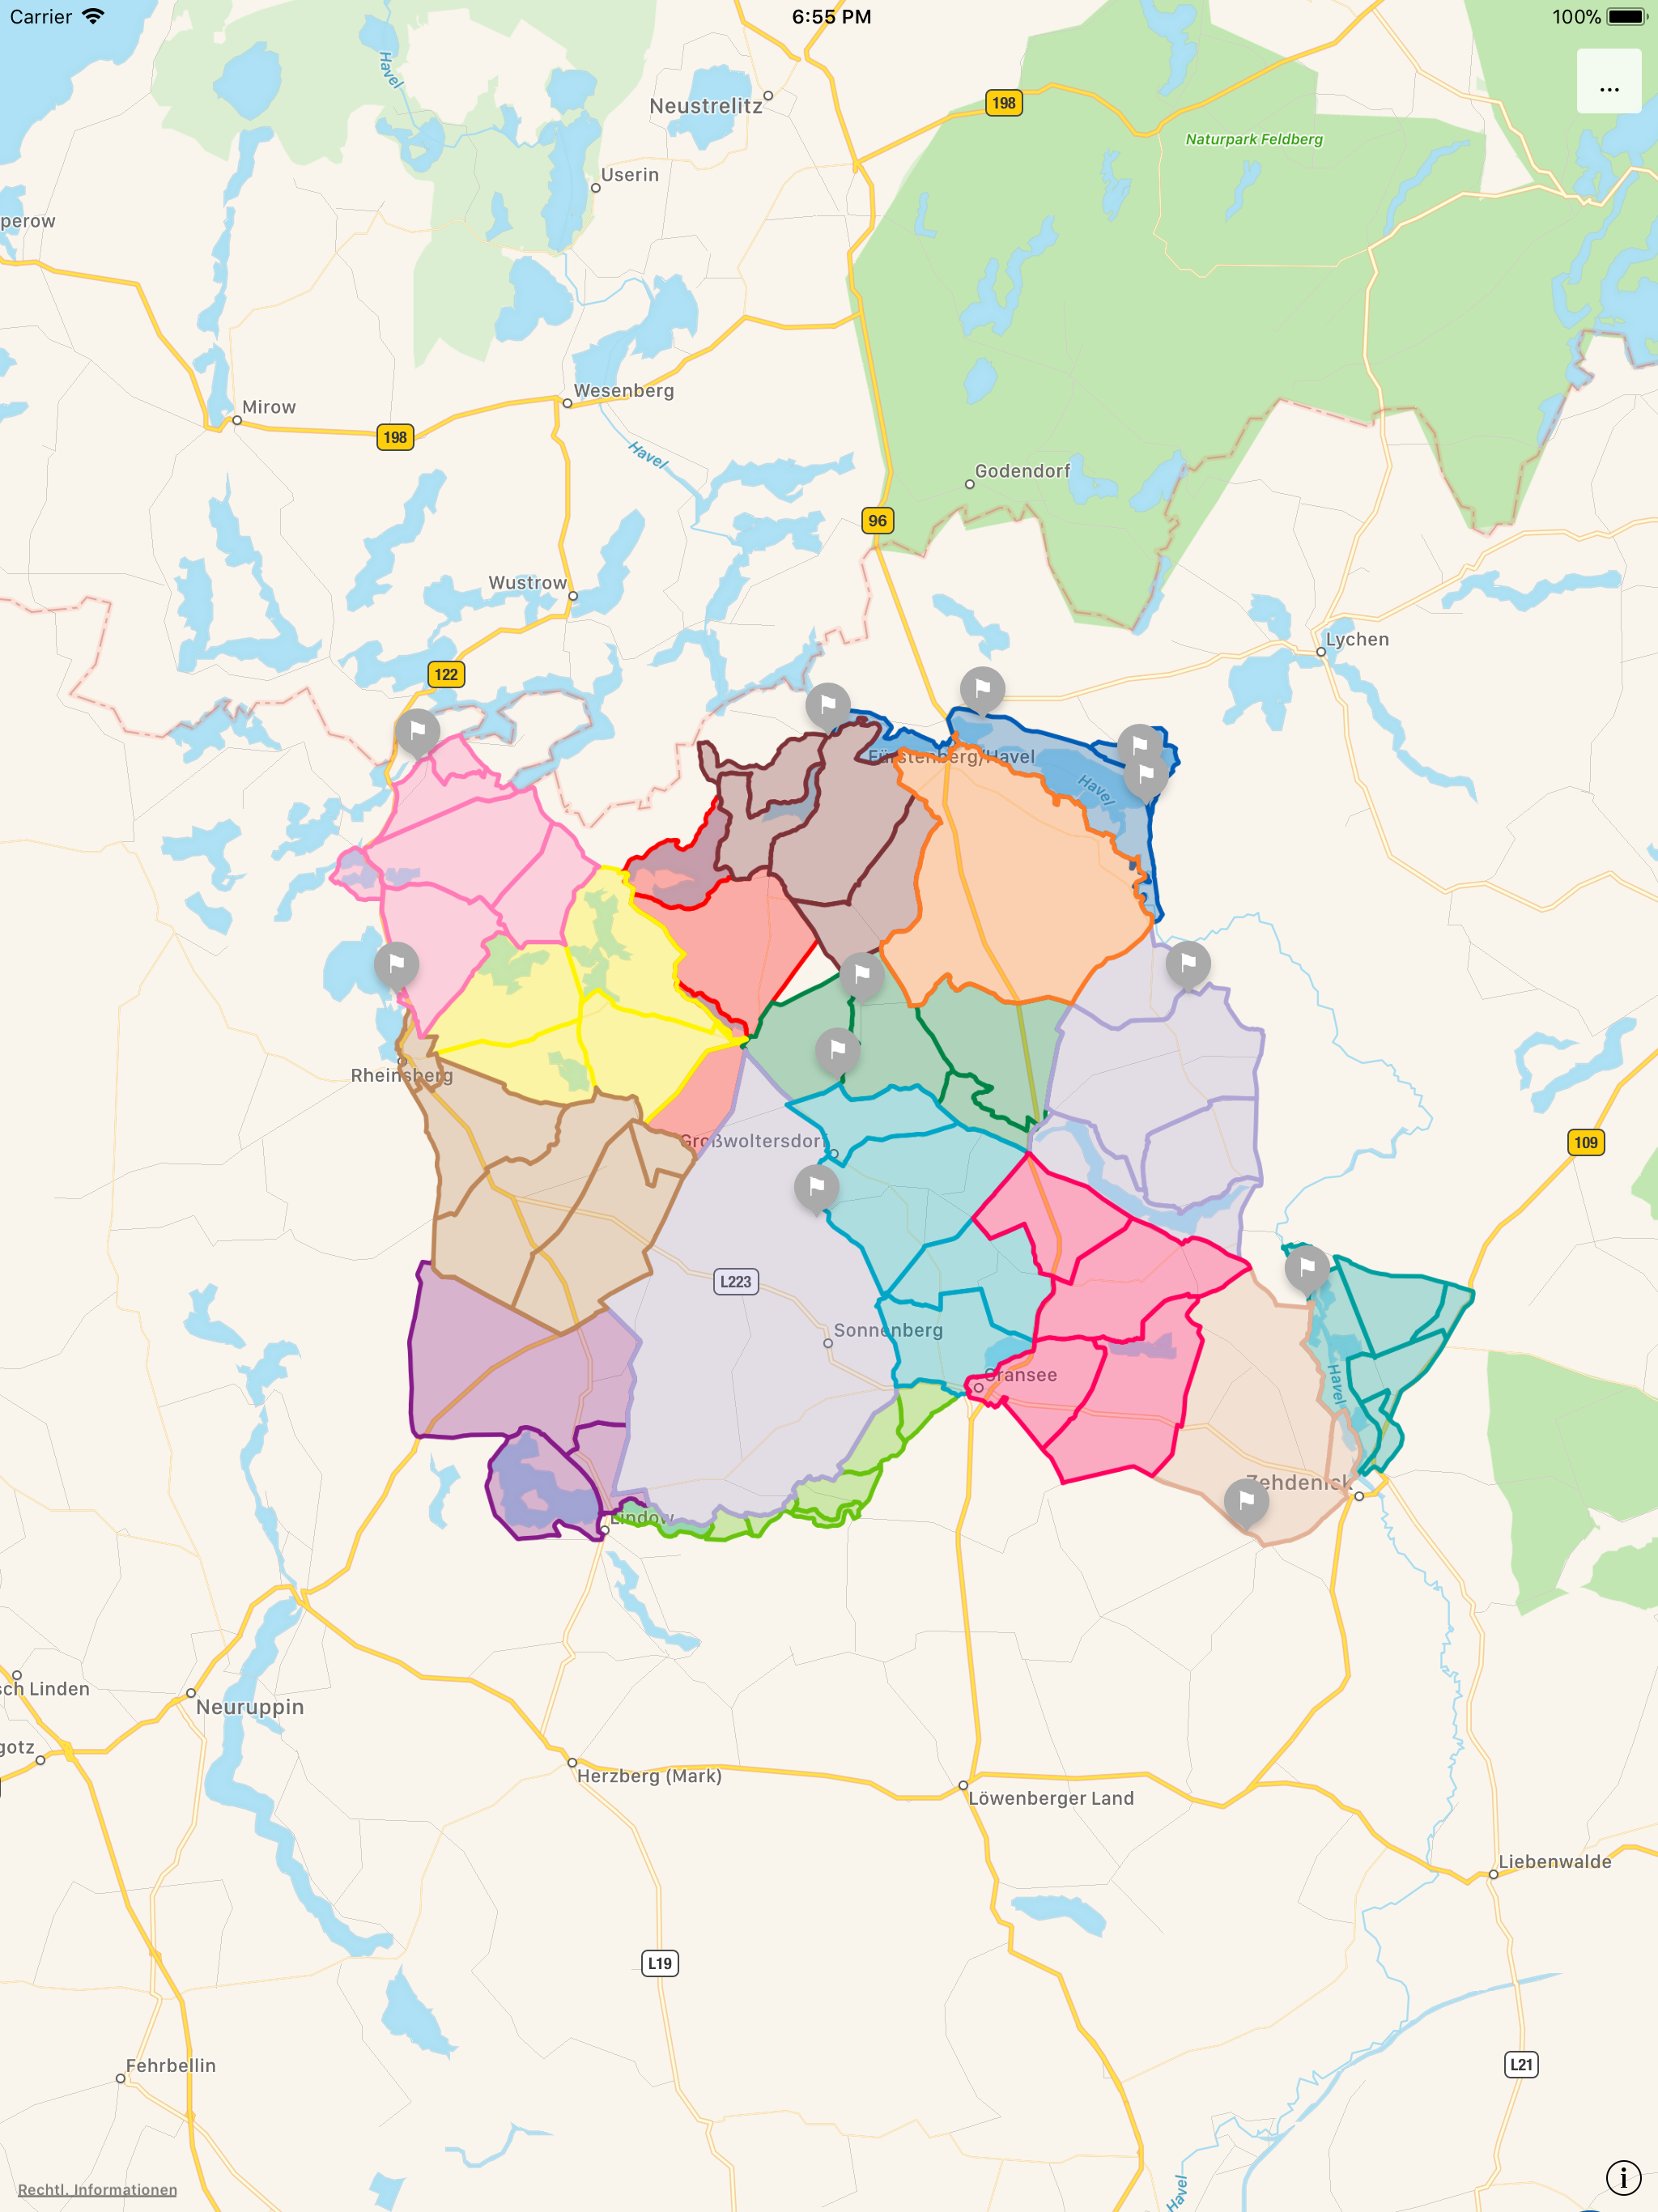 Carrier
6:55 PM
100%
...
Havel
Neustrelitz
198
Naturpark Feldberg
Userin
perow
Wesenberg
Mirow
198
Havel
Godendorf
96
Wustrow
Lychen
122
Fürstenberg/Havel
Havel
Rheinsberg
Großwoltersdorf
109
L223
Sonnenberg
Gransee
Havel
Zehdenick
Lindow
sch Linden
Neuruppin
gotz
Herzberg (Mark)
Löwenberger Land
Liebenwalde
L19
Fehrbellin
L21
Havel
Rechtl. Informationen
i